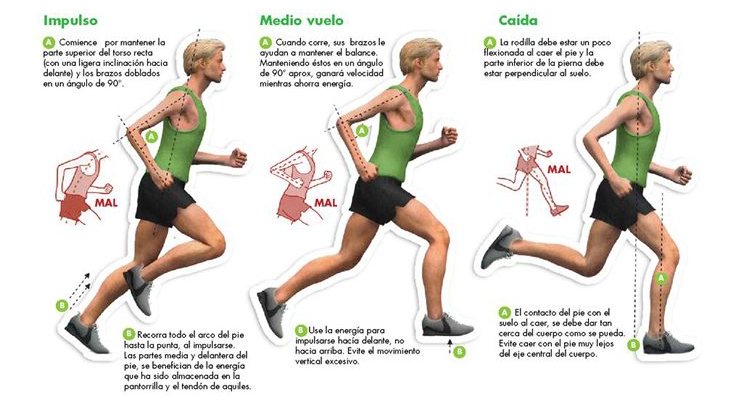 Impulso
A Comience por mantener la
parte superior del torso recta
(con una ligera inclinación hacia
delante) y los brazos doblados
en un ángulo de 90°.
A
MAL
B
B Recorra todo el arco del pie
hasta la punta, al impulsarse.
Las partes media y delantera del
pie, se benefician de la energía
que ha sido almacenada en la
pantorrilla y el tendón de aquiles.
Medio vuelo
A Cuando corre, sus brazos le
ayudan a mantener el balance.
Manteniendo éstos en un ángulo
de 90° aprox, ganará velocidad
mientras ahorra energía.
A
MAL
B Use la energía para
impulsarse hacía delante, no
hacia arriba. Evite el movimiento
vertical excesivo.
B
Caída
A La rodilla debe estar un poco
flexionada al caer el pie y la
parte inferior de la pierna debe
estar perpendicular al suelo.
MAL
A
A El contacto del pie con el
suelo al caer, se debe dar tan
cerca del cuerpo como se pueda.
Evite caer con el pie muy lejos
del eje central del cuerpo.
B